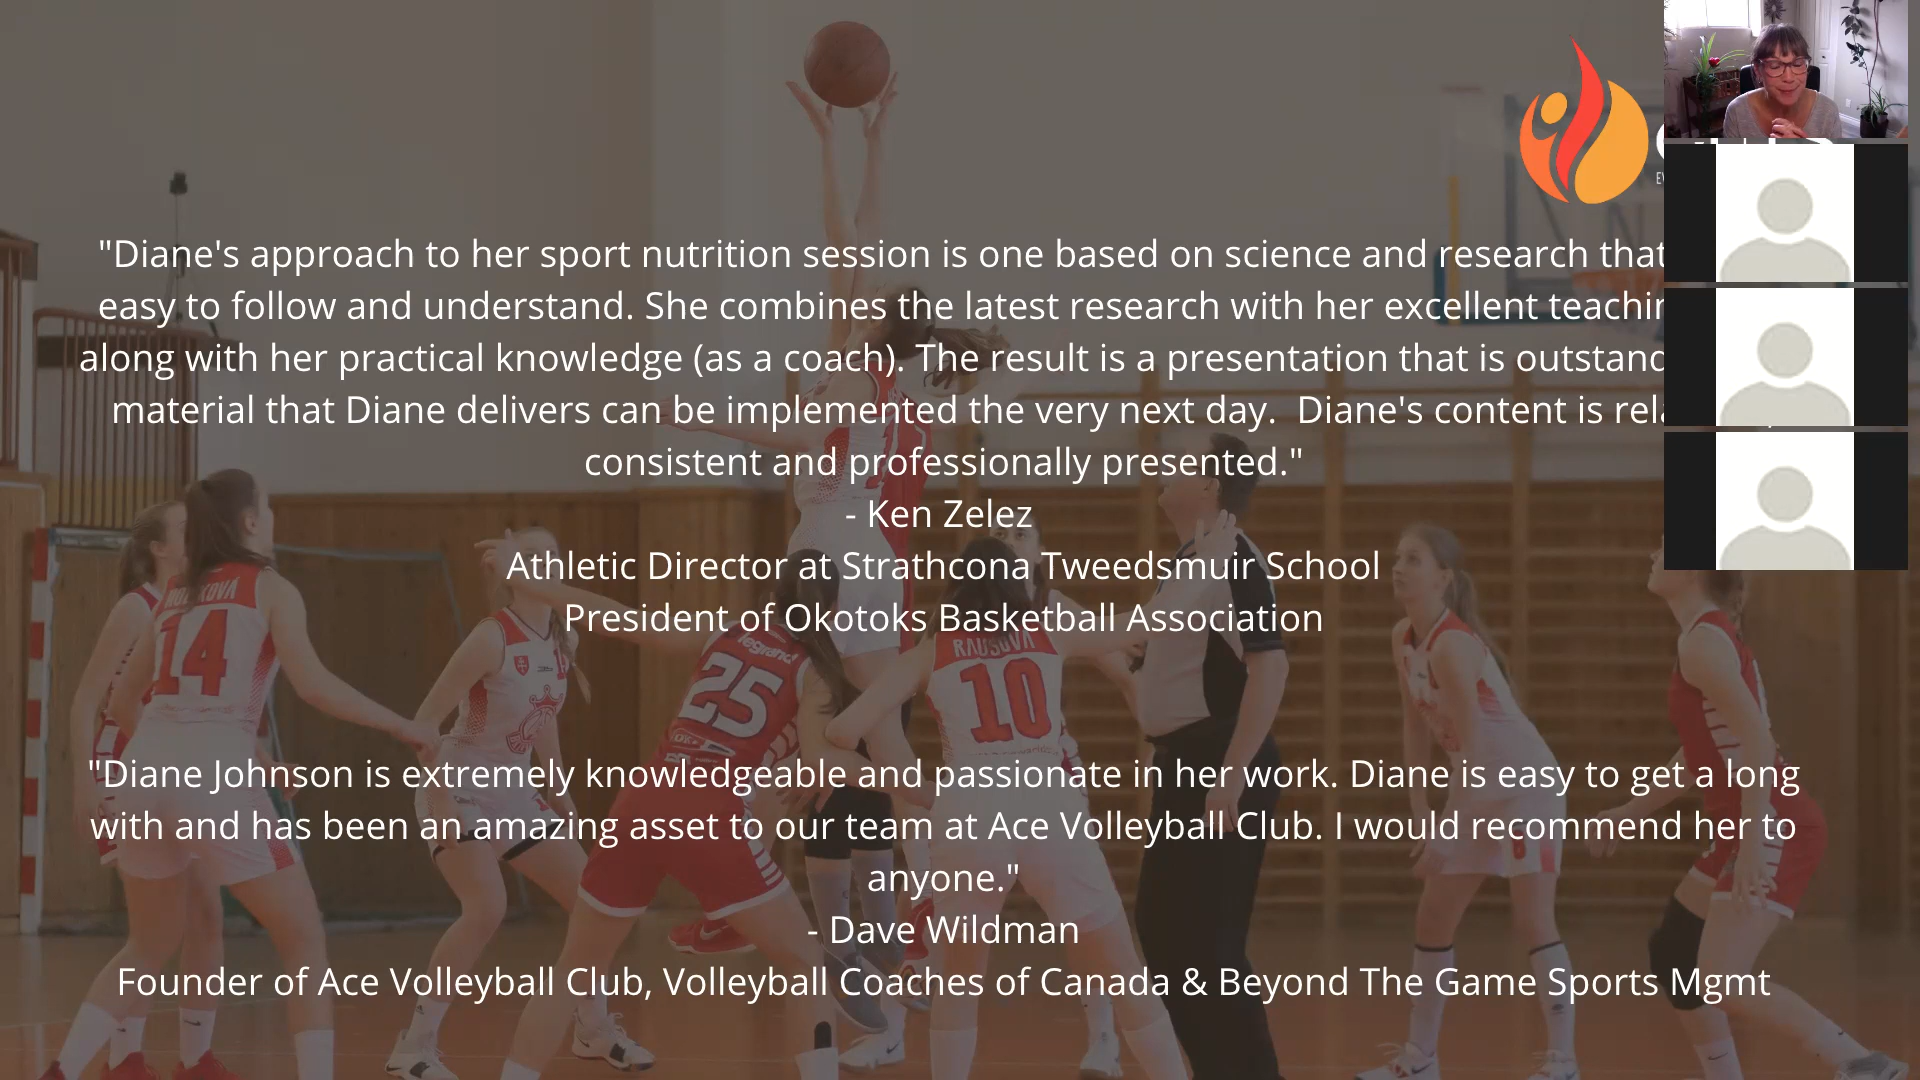 "Diane's approach to her sport nutrition session is one based on science and research that
easy to follow and understand. She combines the latest research with her excellent
along with her practical knowledge (as a coach). The result is a presentation that is
material that Diane delivers can be implemented the very next day.  Diane's content is
consistent and professionally presented."
- Ken Zelez
Athletic Director at Strathcona Tweedsmuir School
President of Okotoks Basketball Association
14
25
legrand
RAUSOVÁ
10
"Diane Johnson is extremely knowledgeable and passionate in her work. Diane is easy to get a long
with and has been an amazing asset to our team at Ace Volleyball Club. I would recommend her to
anyone."
- Dave Wildman
Founder of Ace Volleyball Club, Volleyball Coaches of Canada & Beyond The Game Sports Mgmt